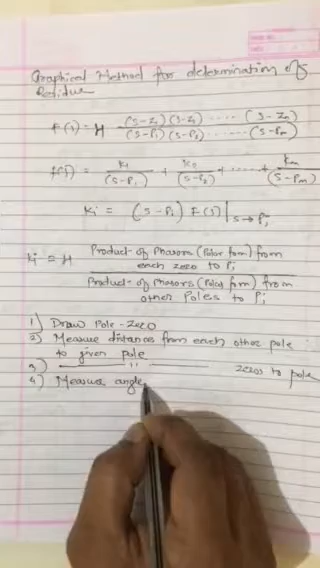 Graphical Method for determination of
Residue
F(s) = H (s-Z1)(s-Z2) ..... (s-Zn)
(s-P1)(s-P2) ...... (s-Pm)
F(s) = K1/(s-P1) + K2/(s-P2) + ..... + Km/(s-Pm)
Ki = (s-Pi) F(s)|s→Pi
Ki = H Product of Phasors (Polar form) from
each zero to Pi
Product of Phasors (Polar form) from
other Poles to Pi
1) Draw Pole-Zero
2) Measure distances from each other pole
to given pole
3) —— '' —— zeros to pole
4) Measure angle